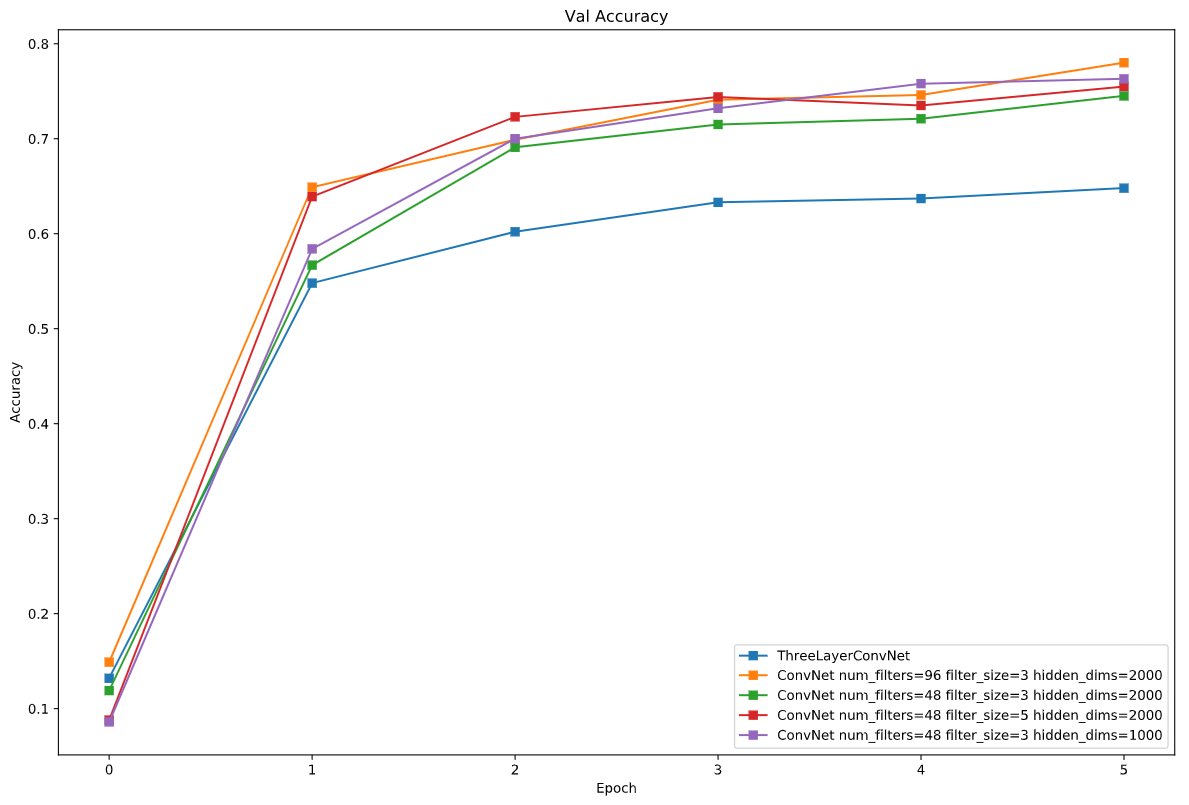 Val Accuracy
0.8
0.7
0.6
0.5
0.4
0.3
0.2
0.1
Accuracy
0 1 2 3 4 5
Epoch
ThreeLayerConvNet
ConvNet num_filters=96 filter_size=3 hidden_dims=2000
ConvNet num_filters=48 filter_size=3 hidden_dims=2000
ConvNet num_filters=48 filter_size=5 hidden_dims=2000
ConvNet num_filters=48 filter_size=3 hidden_dims=1000